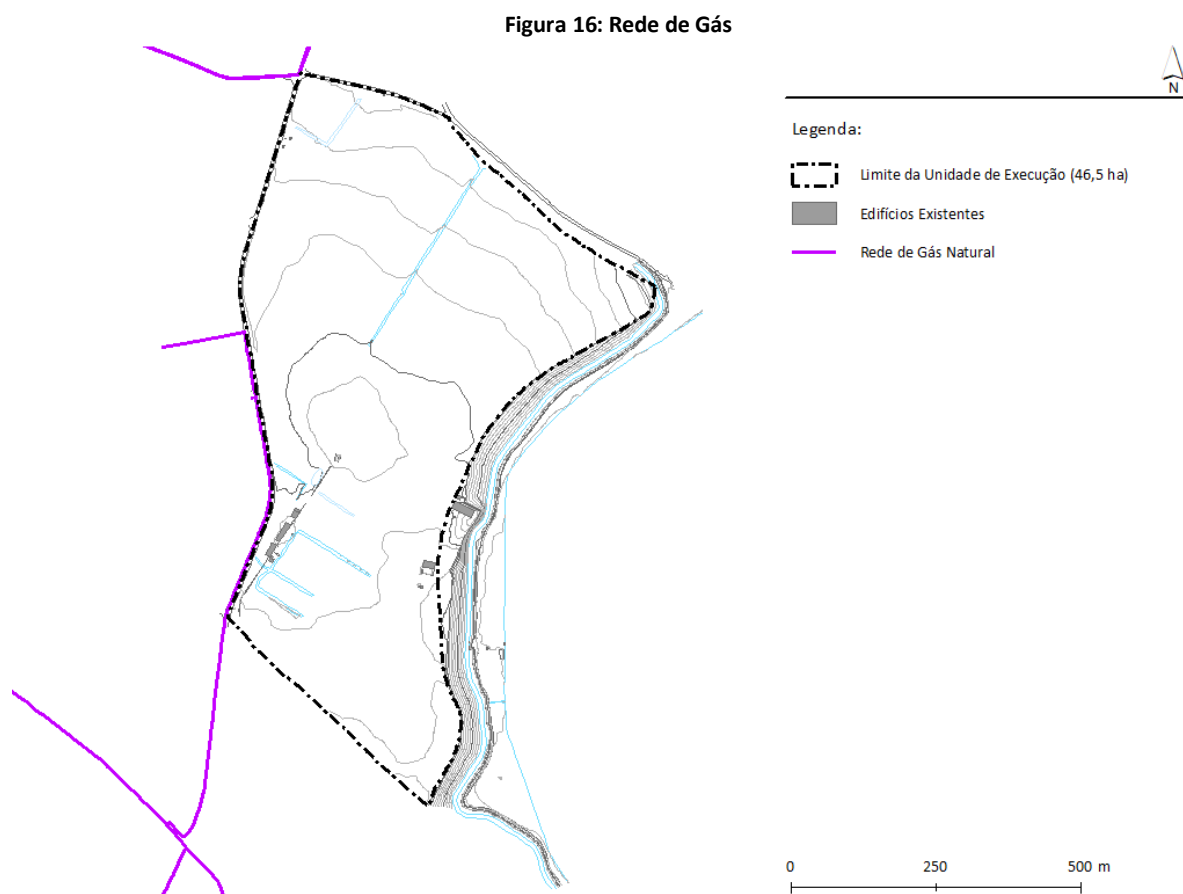 Figura 16: Rede de Gás
N
Legenda:
Limite da Unidade de Execução (46,5 ha)
Edifícios Existentes
Rede de Gás Natural
0 250 500 m